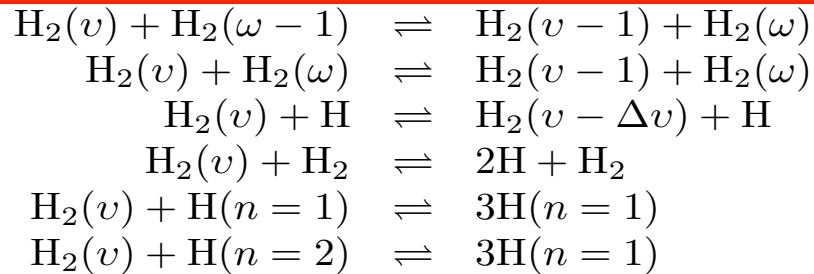 H₂(υ) + H₂(ω − 1) ⇌ H₂(υ − 1) + H₂(ω)
H₂(υ) + H₂(ω) ⇌ H₂(υ − 1) + H₂(ω)
H₂(υ) + H ⇌ H₂(υ − Δυ) + H
H₂(υ) + H₂ ⇌ 2H + H₂
H₂(υ) + H(n = 1) ⇌ 3H(n = 1)
H₂(υ) + H(n = 2) ⇌ 3H(n = 1)